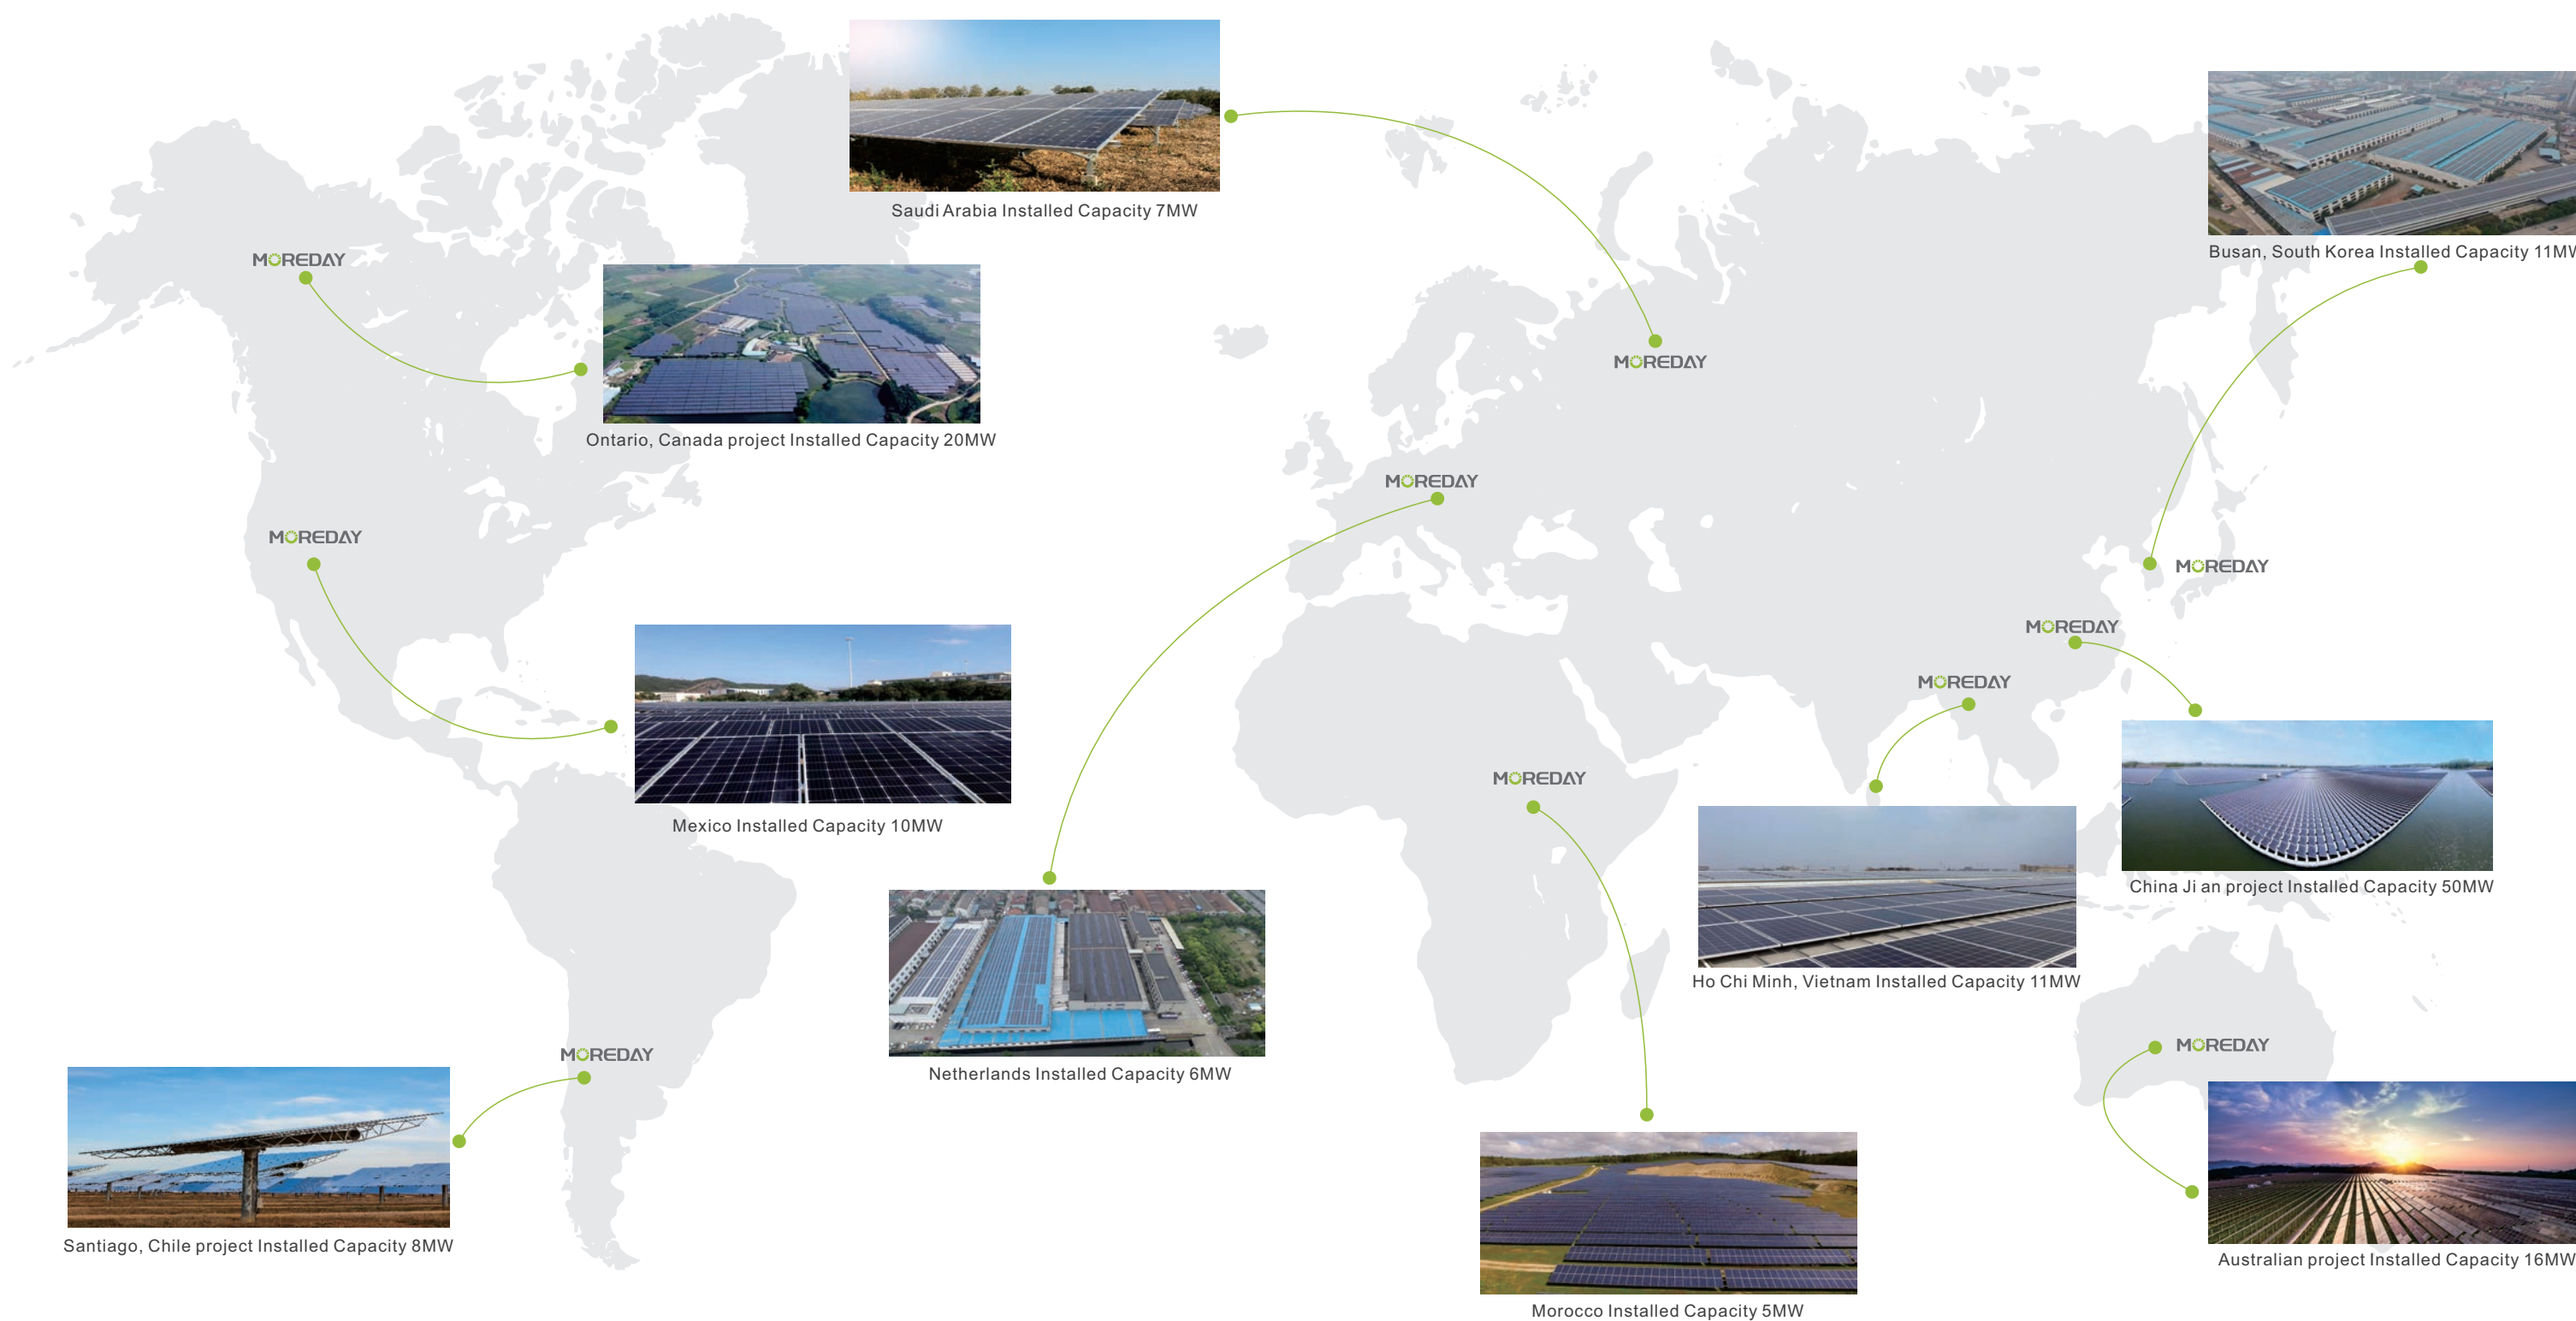 Saudi Arabia Installed Capacity 7MW
Busan, South Korea Installed Capacity 11MW
MOREDAY
MOREDAY
Ontario, Canada project Installed Capacity 20MW
MOREDAY
MOREDAY
MOREDAY
MOREDAY
MOREDAY
MOREDAY
Mexico Installed Capacity 10MW
China Ji an project Installed Capacity 50MW
Ho Chi Minh, Vietnam Installed Capacity 11MW
MOREDAY
MOREDAY
Netherlands Installed Capacity 6MW
Santiago, Chile project Installed Capacity 8MW
Australian project Installed Capacity 16MW
Morocco Installed Capacity 5MW